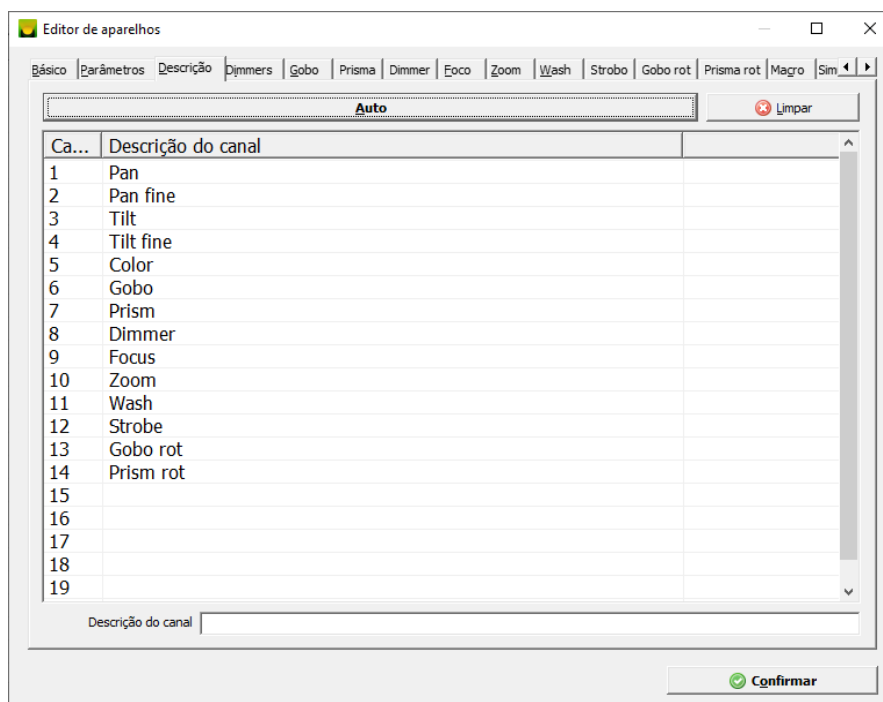 Editor de aparelhos
Básico Parâmetros Descrição Dimmers Gobo Prisma Dimmer Foco Zoom Wash Strobo Gobo rot Prisma rot Macro Sim
Auto Limpar
Ca... Descrição do canal
1 Pan
2 Pan fine
3 Tilt
4 Tilt fine
5 Color
6 Gobo
7 Prism
8 Dimmer
9 Focus
10 Zoom
11 Wash
12 Strobe
13 Gobo rot
14 Prism rot
15
16
17
18
19
Descrição do canal
Confirmar